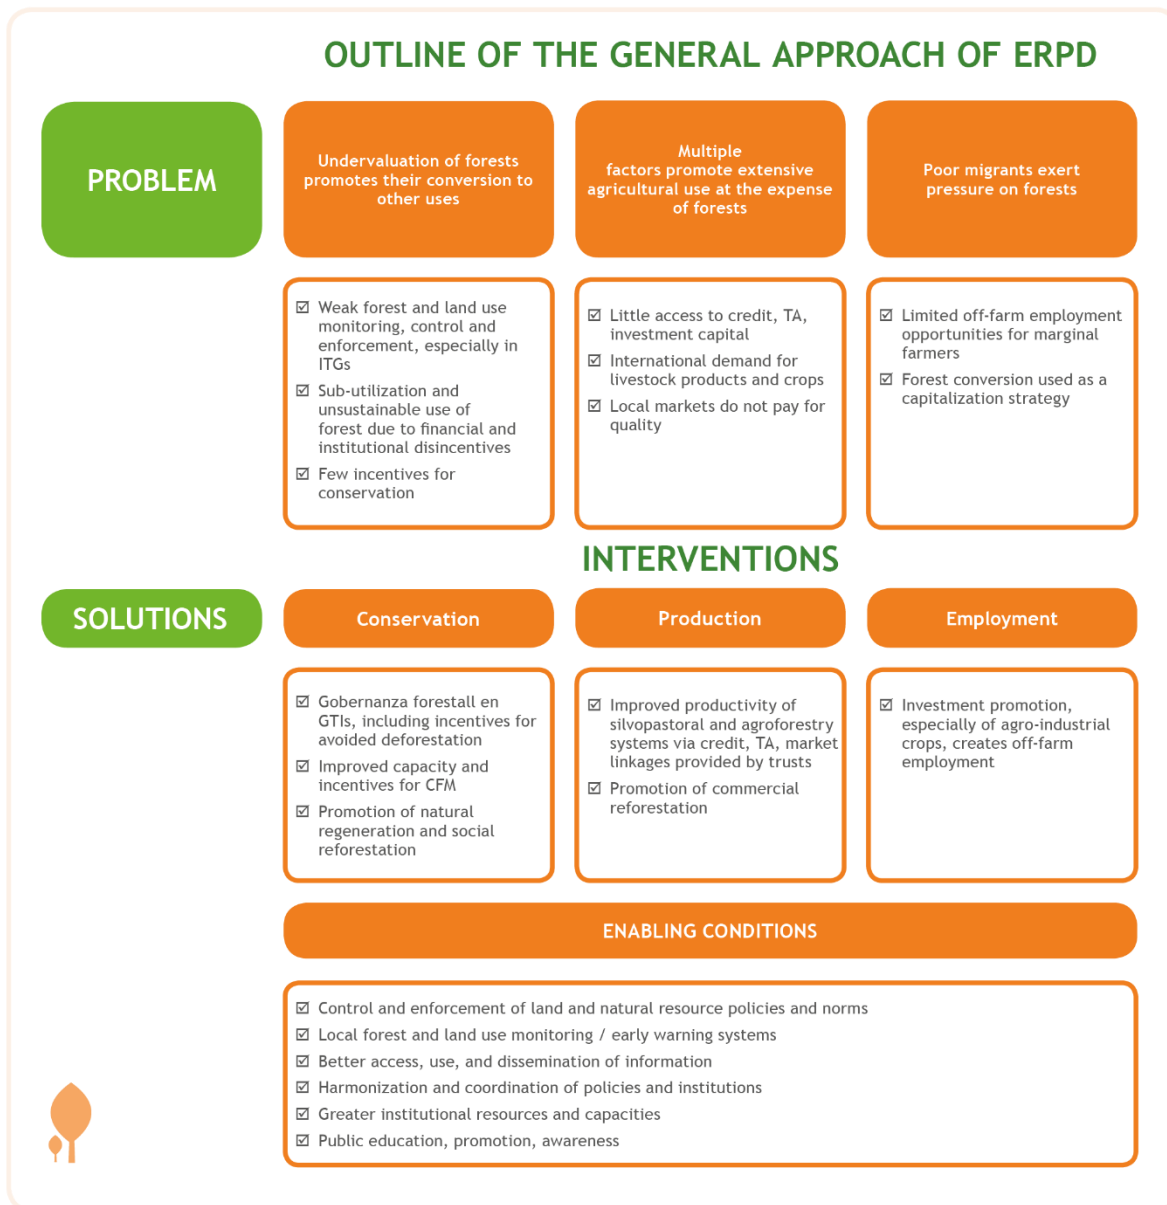 OUTLINE OF THE GENERAL APPROACH OF ERPD
PROBLEM
Undervaluation of forests
promotes their conversion to
other uses
Multiple
factors promote extensive
agricultural use at the expense
of forests
Poor migrants exert
pressure on forests
☑ Weak forest and land use
monitoring, control and
enforcement, especially in
ITGs
☑ Sub-utilization and
unsustainable use of
forest due to financial and
institutional disincentives
☑ Few incentives for
conservation
☑ Little access to credit, TA,
investment capital
☑ International demand for
livestock products and crops
☑ Local markets do not pay for
quality
☑ Limited off-farm employment
opportunities for marginal
farmers
☑ Forest conversion used as a
capitalization strategy
INTERVENTIONS
SOLUTIONS
Conservation
Production
Employment
☑ Gobernanza forestall en
GTIs, including incentives for
avoided deforestation
☑ Improved capacity and
incentives for CFM
☑ Promotion of natural
regeneration and social
reforestation
☑ Improved productivity of
silvopastoral and agroforestry
systems via credit, TA, market
linkages provided by trusts
☑ Promotion of commercial
reforestation
☑ Investment promotion,
especially of agro-industrial
crops, creates off-farm
employment
ENABLING CONDITIONS
☑ Control and enforcement of land and natural resource policies and norms
☑ Local forest and land use monitoring / early warning systems
☑ Better access, use, and dissemination of information
☑ Harmonization and coordination of policies and institutions
☑ Greater institutional resources and capacities
☑ Public education, promotion, awareness